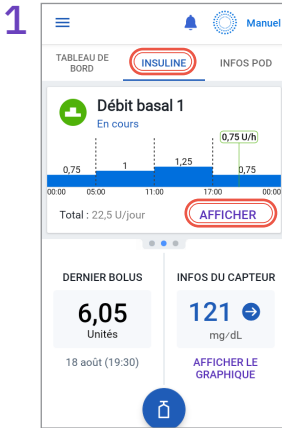 1
Manuel
TABLEAU DE
BORD
INSULINE
INFOS POD
Débit basal 1
En cours
0,75 U/h
0,75
1
1,25
0,75
00:00 05:00 11:00 17:00 00:00
Total : 22,5 U/jour
AFFICHER
DERNIER BOLUS
6,05
Unités
18 août (19:30)
INFOS DU CAPTEUR
121
mg/dL
AFFICHER LE
GRAPHIQUE